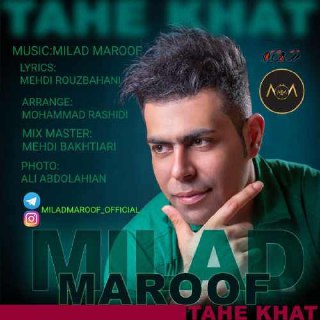 TAHE KHAT
MUSIC:MILAD MAROOF
LYRICS:
MEHDI ROUZBAHANI
ARRANGE:
MOHAMMAD RASHIDI
MIX MASTER:
MEHDI BAKHTIARI
PHOTO:
ALI ABDOLAHIAN
MILADMAROOF_OFFICIAL
MILAD
MAROOF
TAHE KHAT